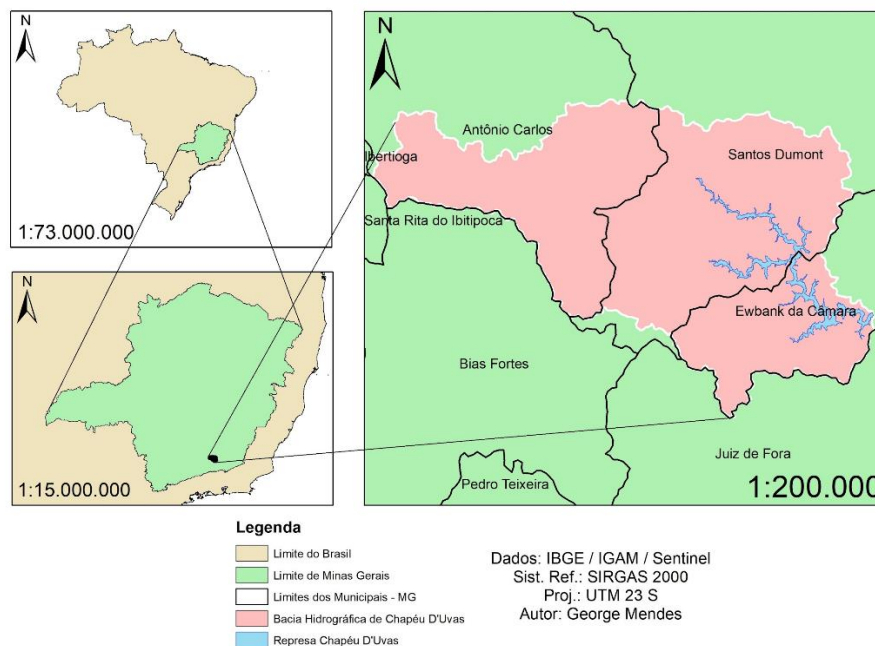 N
1:73.000.000
N
1:15.000.000
N
Antônio Carlos
Santos Dumont
Ibertioga
Santa Rita do Ibitipoca
Ewbank da Câmara
Bias Fortes
Juiz de Fora
Pedro Teixeira
1:200.000
Legenda
Limite do Brasil
Limite de Minas Gerais
Limites dos Municipais - MG
Bacia Hidrográfica de Chapéu D'Uvas
Represa Chapéu D'Uvas
Dados: IBGE / IGAM / Sentinel
Sist. Ref.: SIRGAS 2000
Proj.: UTM 23 S
Autor: George Mendes